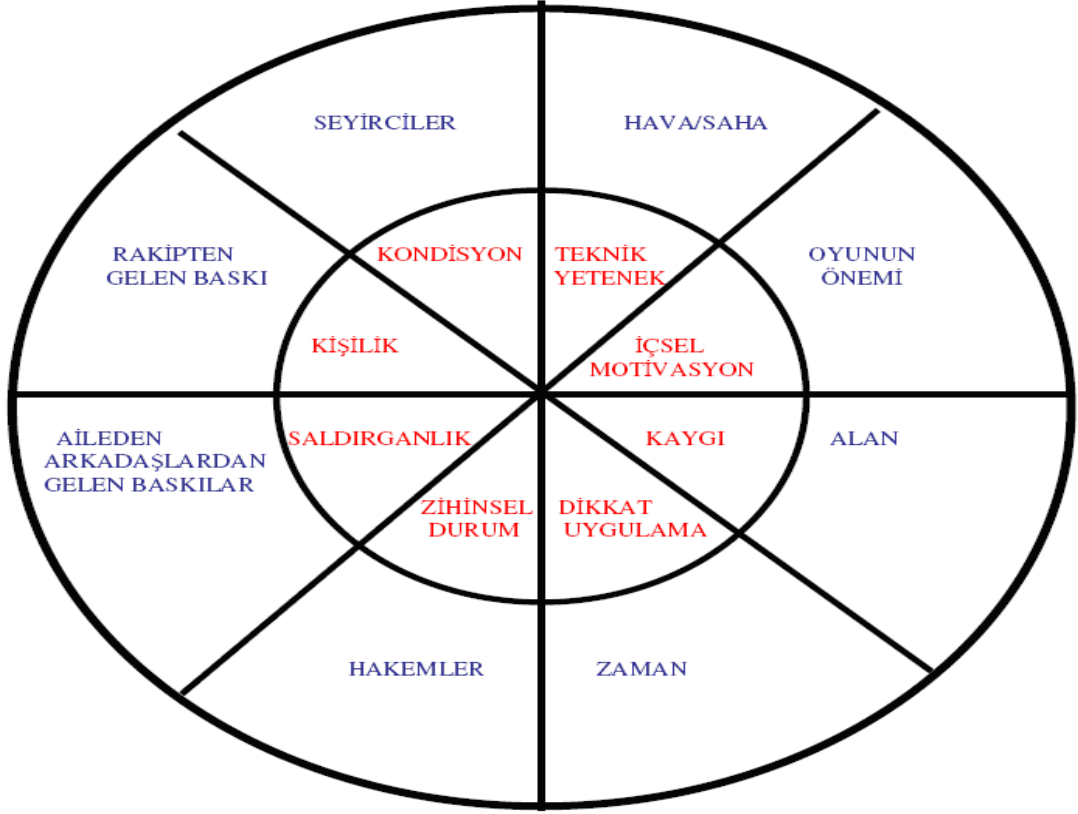 SEYİRCİLER
HAVA/SAHA
RAKİPTEN
GELEN BASKI
KONDİSYON
TEKNİK
YETENEK
OYUNUN
ÖNEMİ
KİŞİLİK
İÇSEL
MOTİVASYON
AİLEDEN
ARKADAŞLARDAN
GELEN BASKILAR
SALDIRGANLIK
KAYGI
ALAN
ZİHİNSEL
DURUM
DİKKAT
UYGULAMA
HAKEMLER
ZAMAN